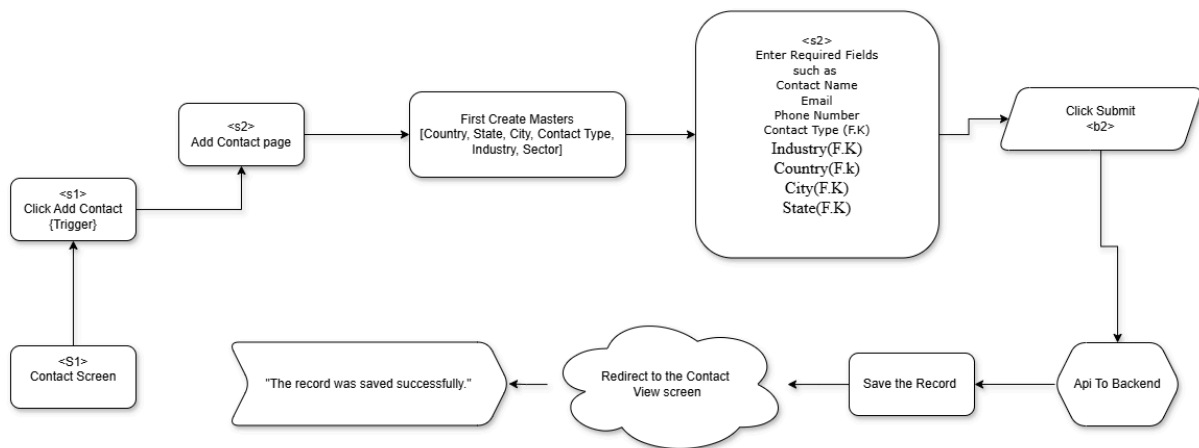 <S1>
Contact Screen
<s1>
Click Add Contact
{Trigger}
<s2>
Add Contact page
First Create Masters
[Country, State, City, Contact Type,
Industry, Sector]
<s2>
Enter Required Fields
such as
Contact Name
Email
Phone Number
Contact Type (F.K)
Industry(F.K)
Country(F.k)
City(F.K)
State(F.K)
Click Submit
<b2>
Api To Backend
Save the Record
Redirect to the Contact
View screen
"The record was saved successfully."